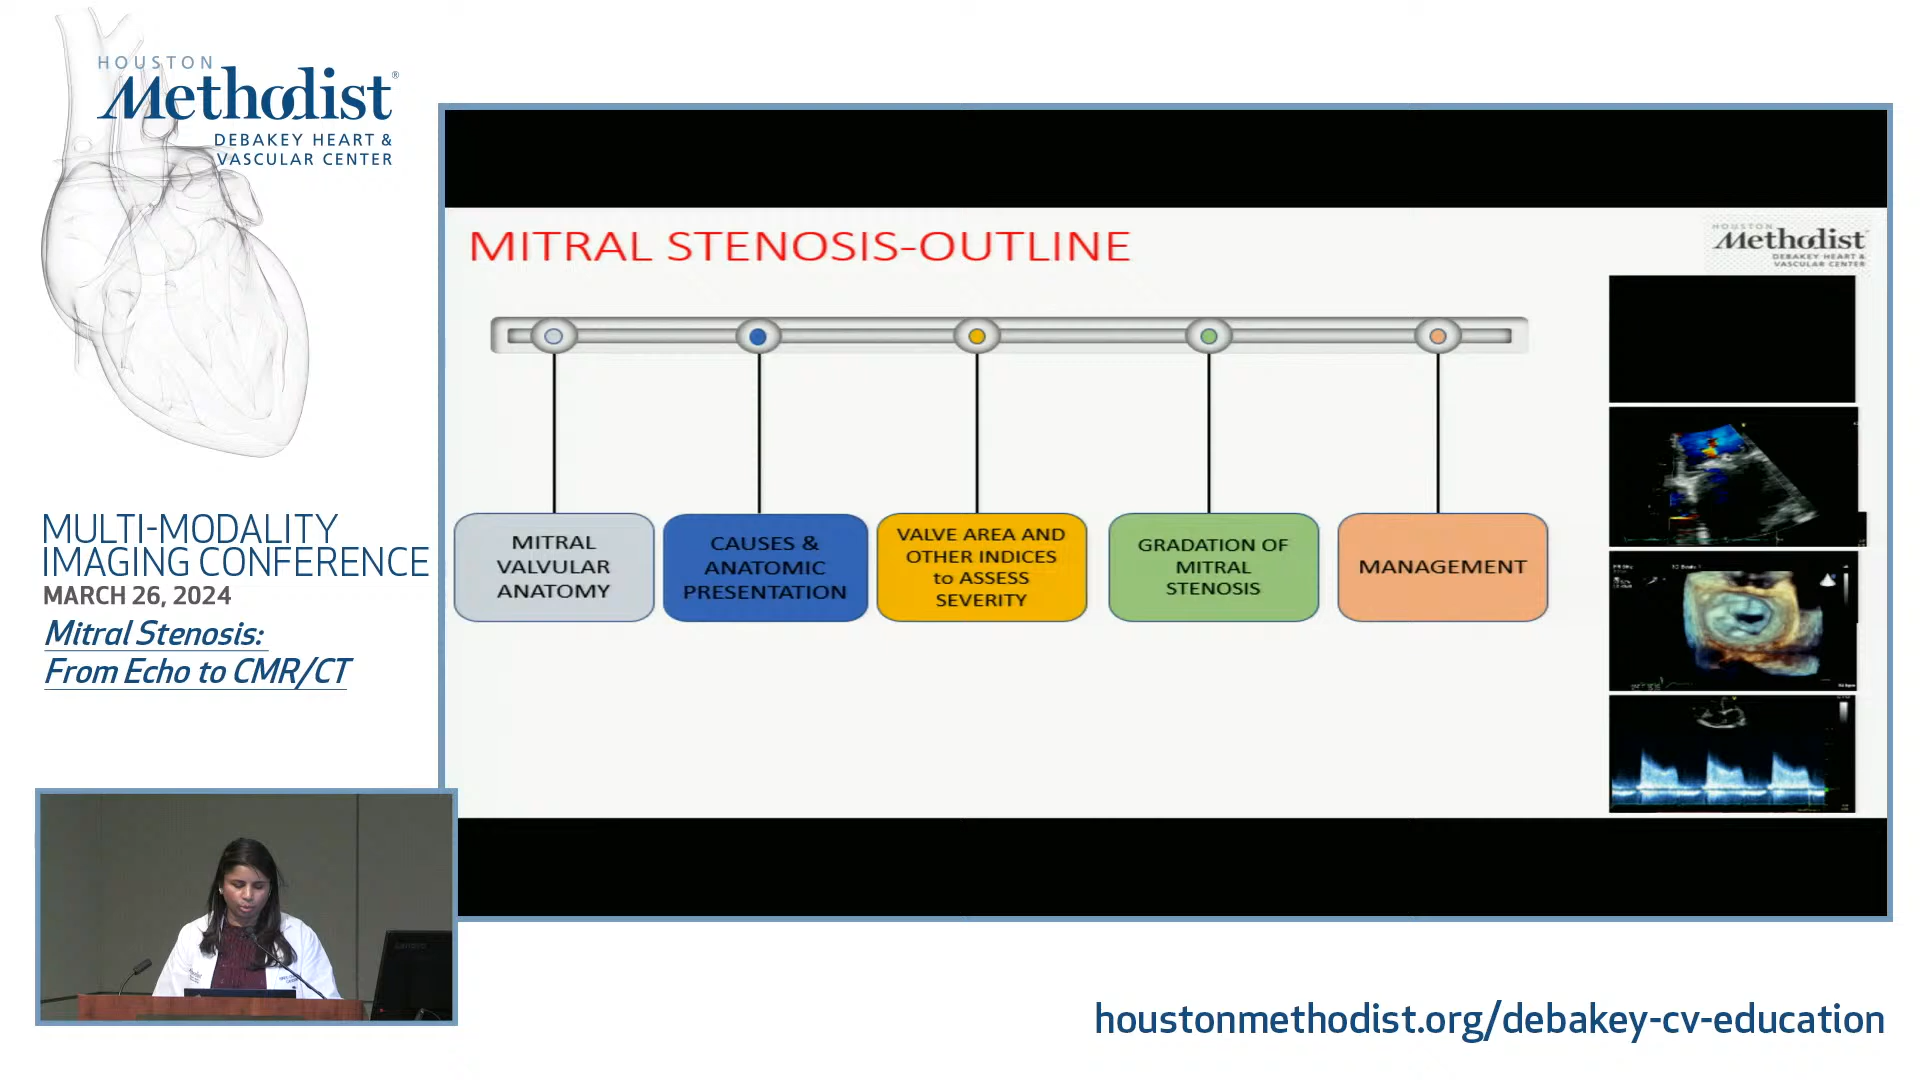 HOUSTON
Methodist®
DEBAKEY HEART &
VASCULAR CENTER
MULTI-MODALITY
IMAGING CONFERENCE
MARCH 26, 2024
Mitral Stenosis:
From Echo to CMR/CT
MITRAL STENOSIS-OUTLINE
HOUSTON
Methodist
DEBAKEY HEART &
VASCULAR CENTER
MITRAL
VALVULAR
ANATOMY
CAUSES &
ANATOMIC
PRESENTATION
VALVE AREA AND
OTHER INDICES
to ASSESS
SEVERITY
GRADATION OF
MITRAL
STENOSIS
MANAGEMENT
houstonmethodist.org/debakey-cv-education